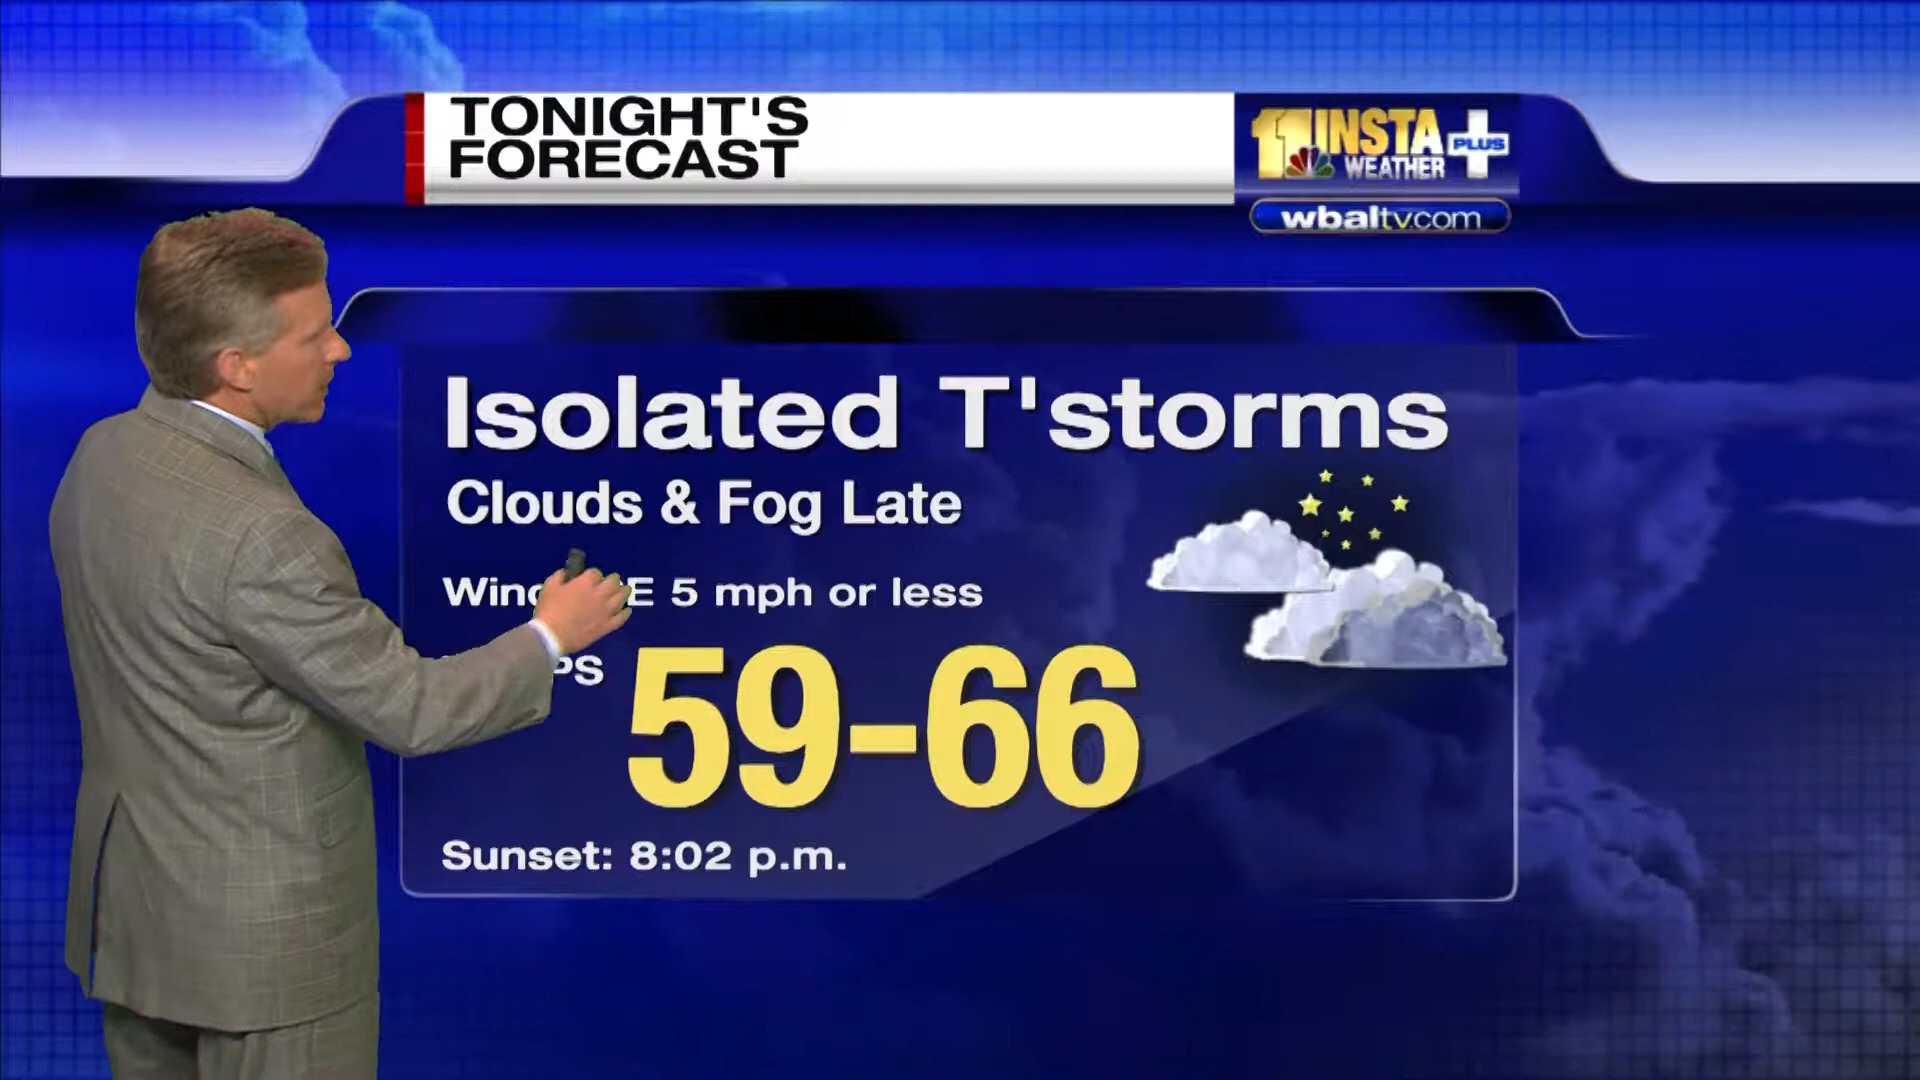 TONIGHT'S
FORECAST
11 INSTA
PLUS
WEATHER
wbaltv.com
Isolated T'storms
Clouds & Fog Late
5 mph or less
59-66
Sunset: 8:02 p.m.